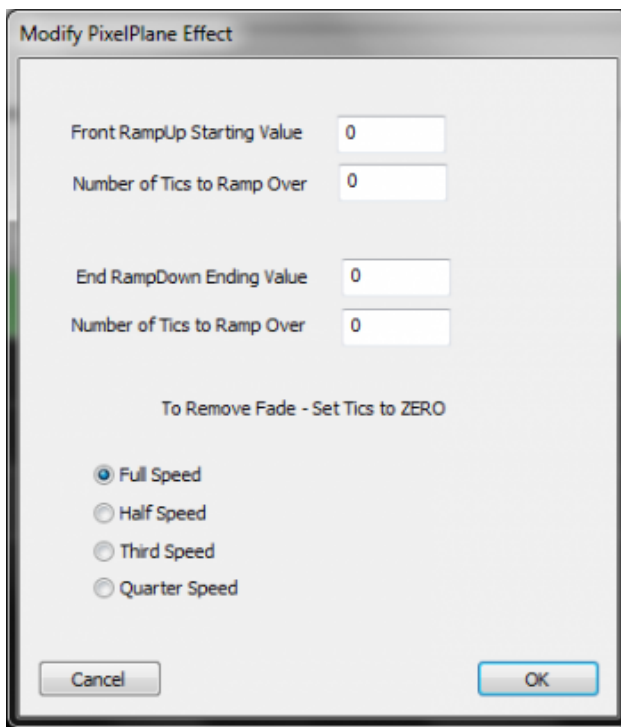 Modify PixelPlane Effect
Front RampUp Starting Value 0
Number of Tics to Ramp Over 0
End RampDown Ending Value 0
Number of Tics to Ramp Over 0
To Remove Fade - Set Tics to ZERO
Full Speed
Half Speed
Third Speed
Quarter Speed
Cancel OK